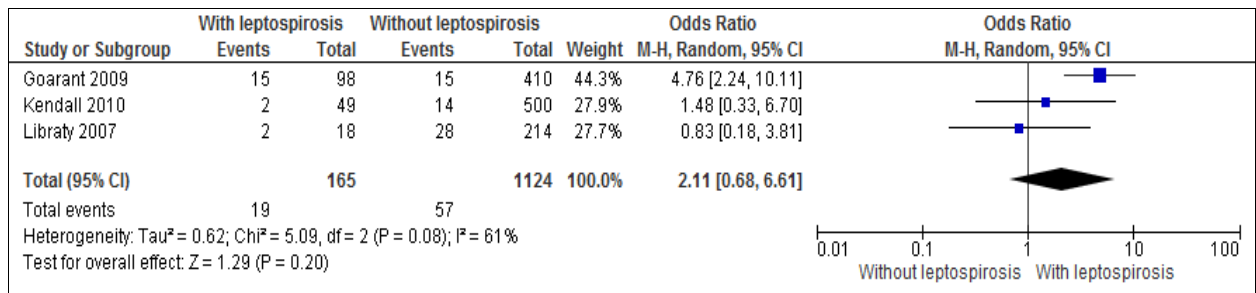 With leptospirosis Without leptospirosis Odds Ratio Odds Ratio
Study or Subgroup Events Total Events Total Weight M-H, Random, 95% CI M-H, Random, 95% CI
Goarant 2009 15 98 15 410 44.3% 4.76 [2.24, 10.11]
Kendall 2010 2 49 14 500 27.9% 1.48 [0.33, 6.70]
Libraty 2007 2 18 28 214 27.7% 0.83 [0.18, 3.81]
Total (95% CI) 165 1124 100.0% 2.11 [0.68, 6.61]
Total events 19 57
Heterogeneity: Tau² = 0.62; Chi² = 5.09, df = 2 (P = 0.08); I² = 61%
Test for overall effect: Z = 1.29 (P = 0.20)
0.01 0.1 1 10 100
Without leptospirosis With leptospirosis